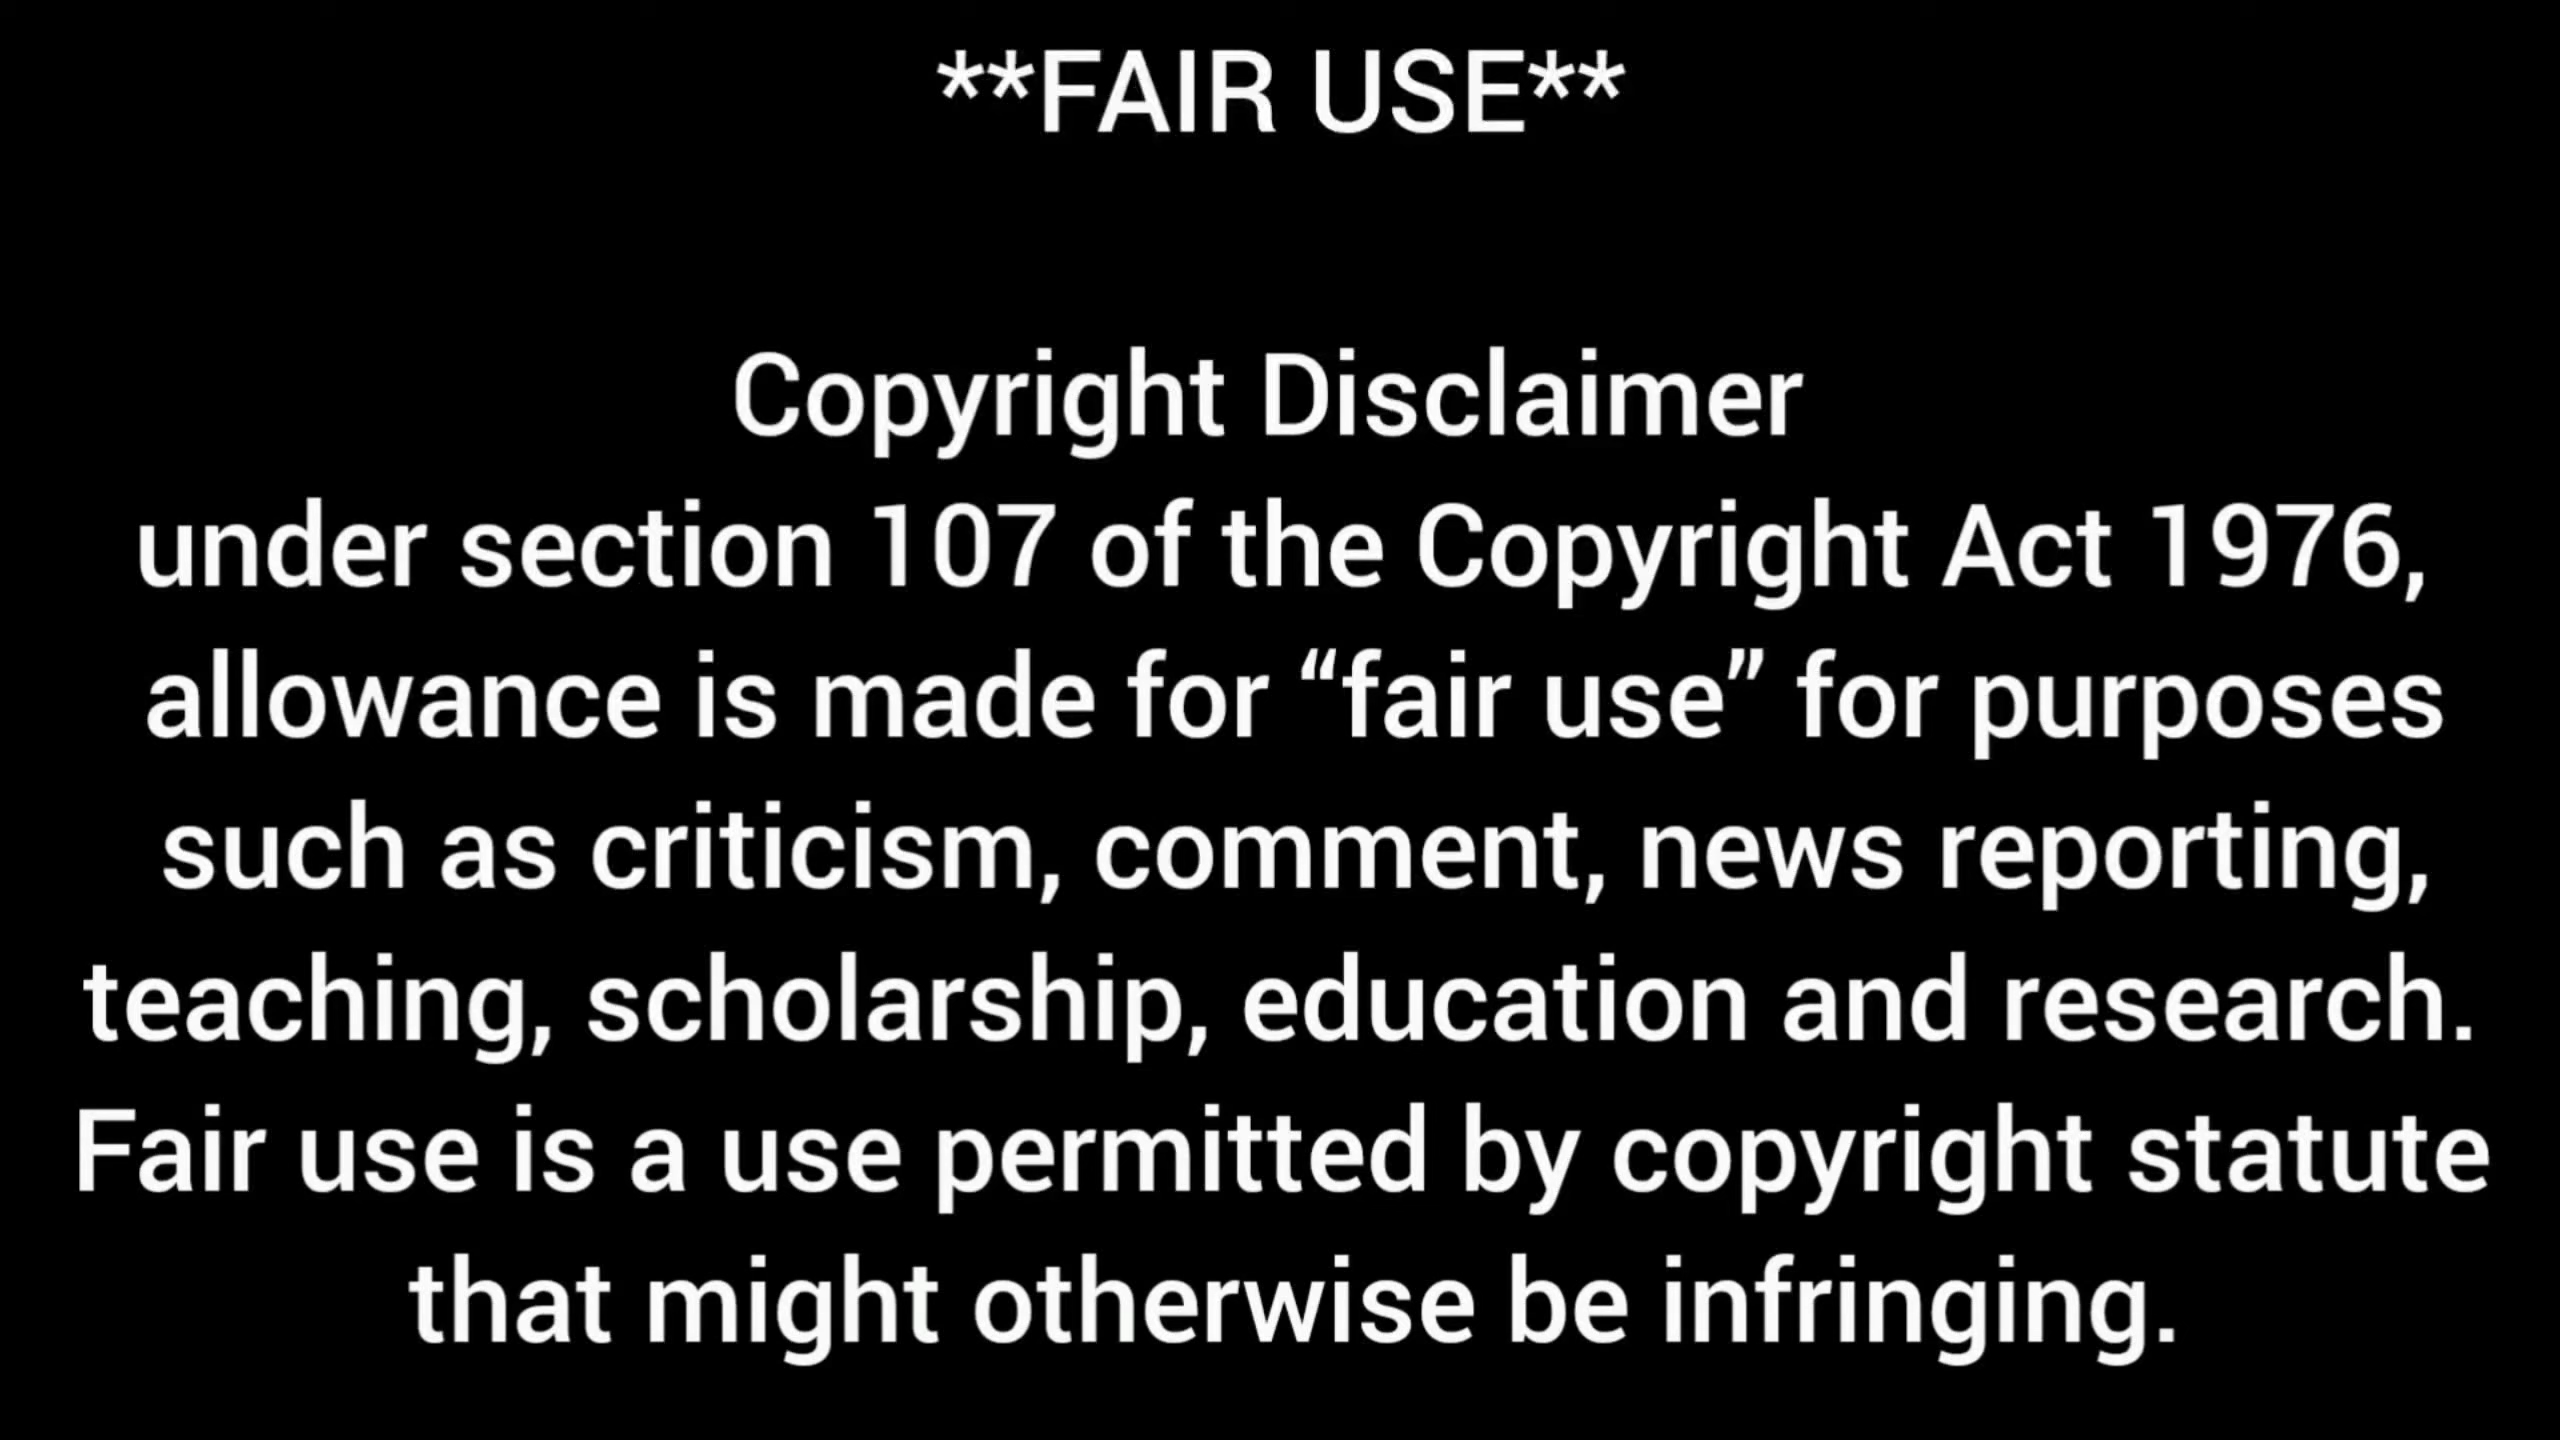 **FAIR USE**
Copyright Disclaimer
under section 107 of the Copyright Act 1976,
allowance is made for “fair use” for purposes
such as criticism, comment, news reporting,
teaching, scholarship, education and research.
Fair use is a use permitted by copyright statute
that might otherwise be infringing.